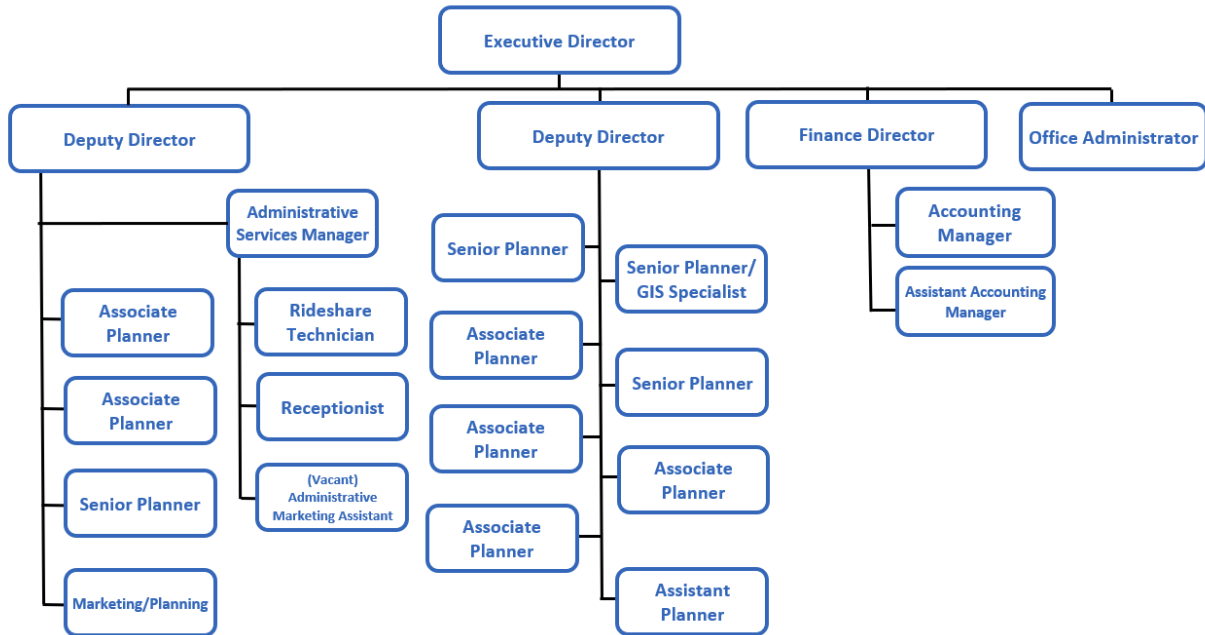 Executive Director
Deputy Director
Deputy Director
Finance Director
Office Administrator
Administrative
Services Manager
Associate
Planner
Associate
Planner
Senior Planner
Marketing/Planning
Rideshare
Technician
Receptionist
(Vacant)
Administrative
Marketing Assistant
Senior Planner
Senior Planner/
GIS Specialist
Associate
Planner
Senior Planner
Associate
Planner
Associate
Planner
Associate
Planner
Assistant
Planner
Accounting
Manager
Assistant Accounting
Manager